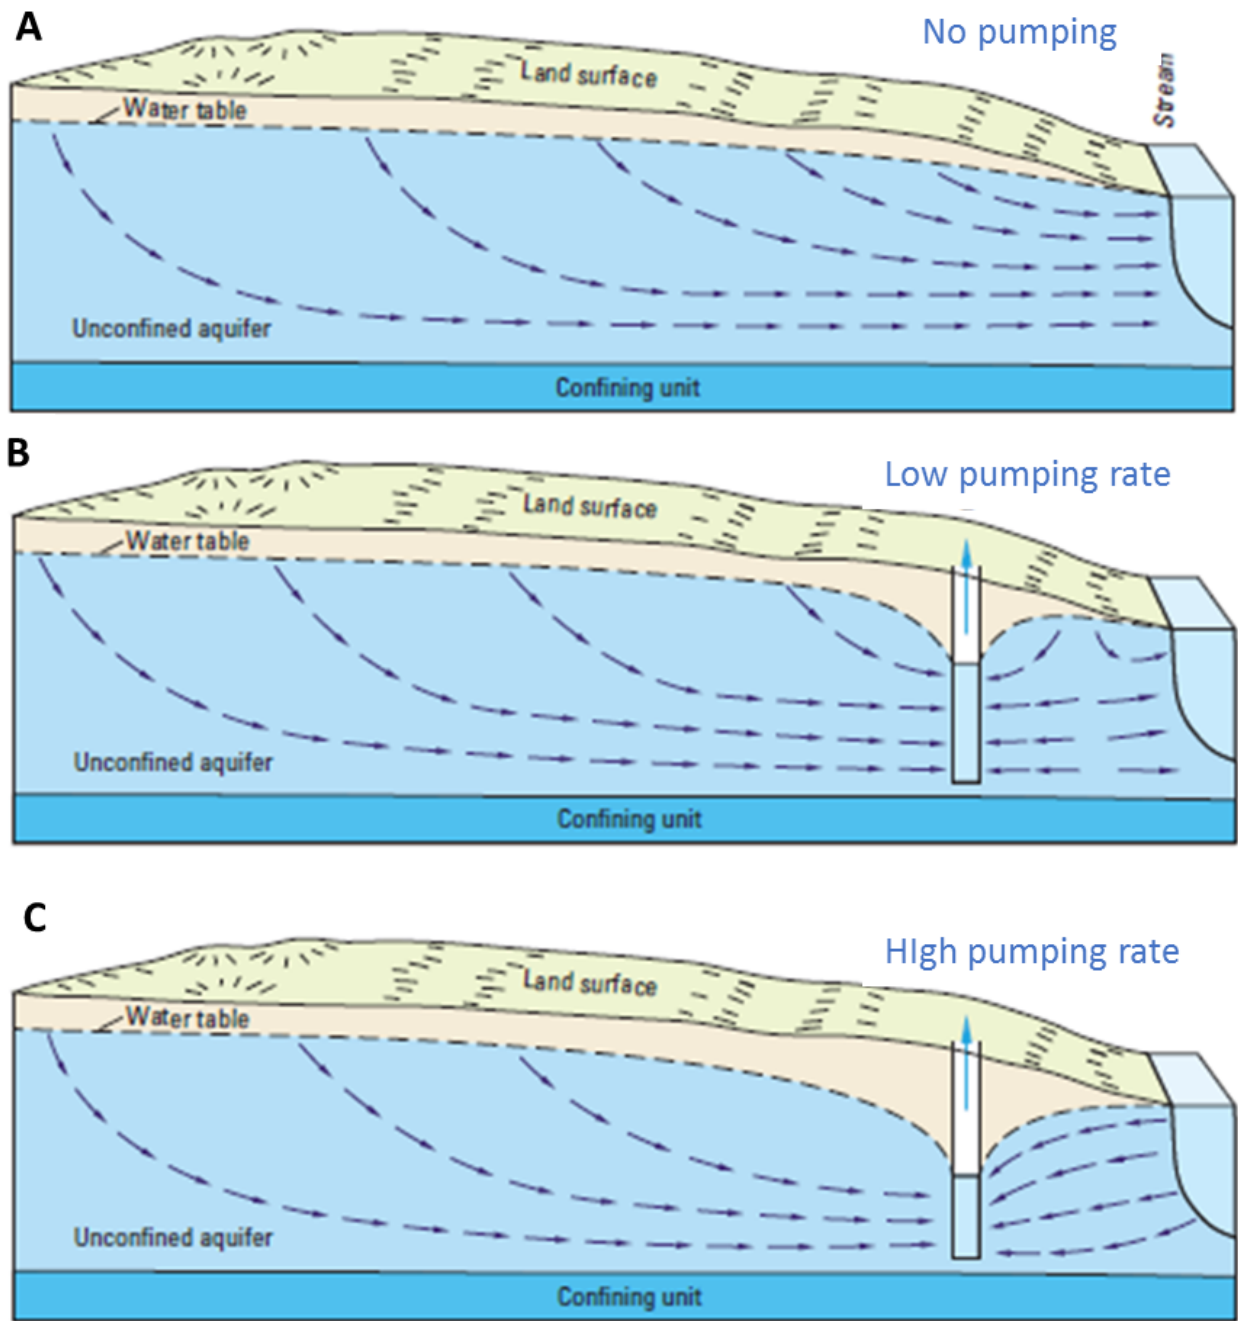 A
No pumping
Stream
Land surface
Water table
Unconfined aquifer
Confining unit
B
Low pumping rate
Land surface
Water table
Unconfined aquifer
Confining unit
C
HIgh pumping rate
Land surface
Water table
Unconfined aquifer
Confining unit